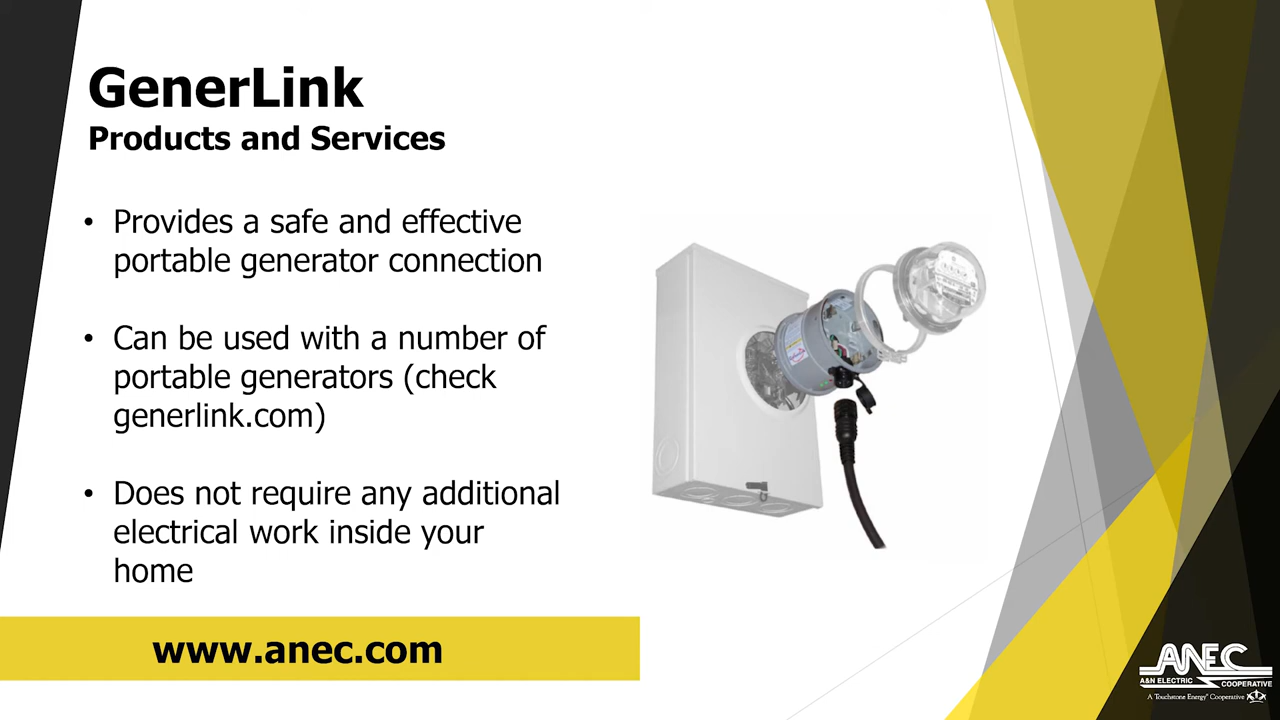 GenerLink
Products and Services
• Provides a safe and effective
portable generator connection
• Can be used with a number of
portable generators (check
generlink.com)
• Does not require any additional
electrical work inside your
home
www.anec.com
ANEC
A&N ELECTRIC COOPERATIVE
A Touchstone Energy® Cooperative